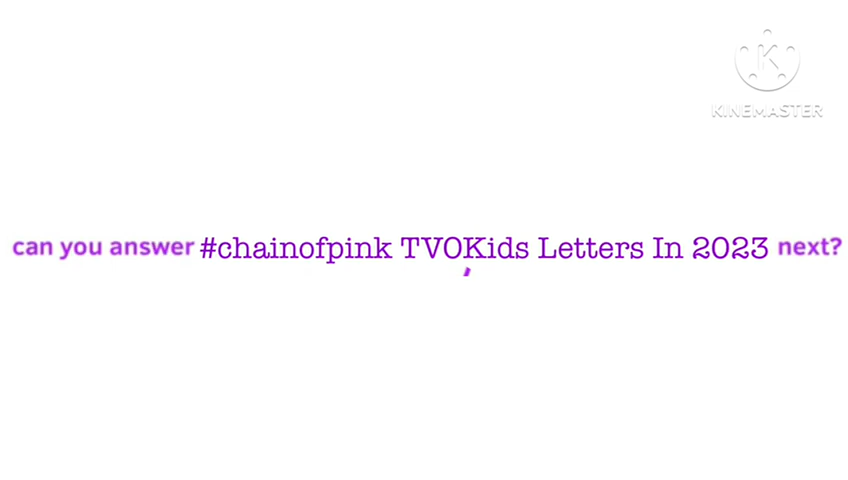 KINEMASTER
can you answer #chainofpink TVOKids Letters In 2023 next?